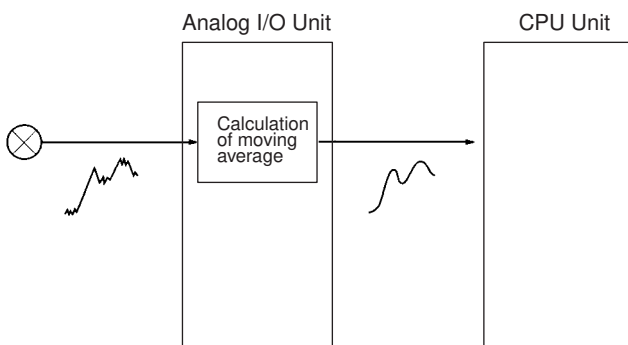 Analog I/O Unit
CPU Unit
Calculation
of moving
average